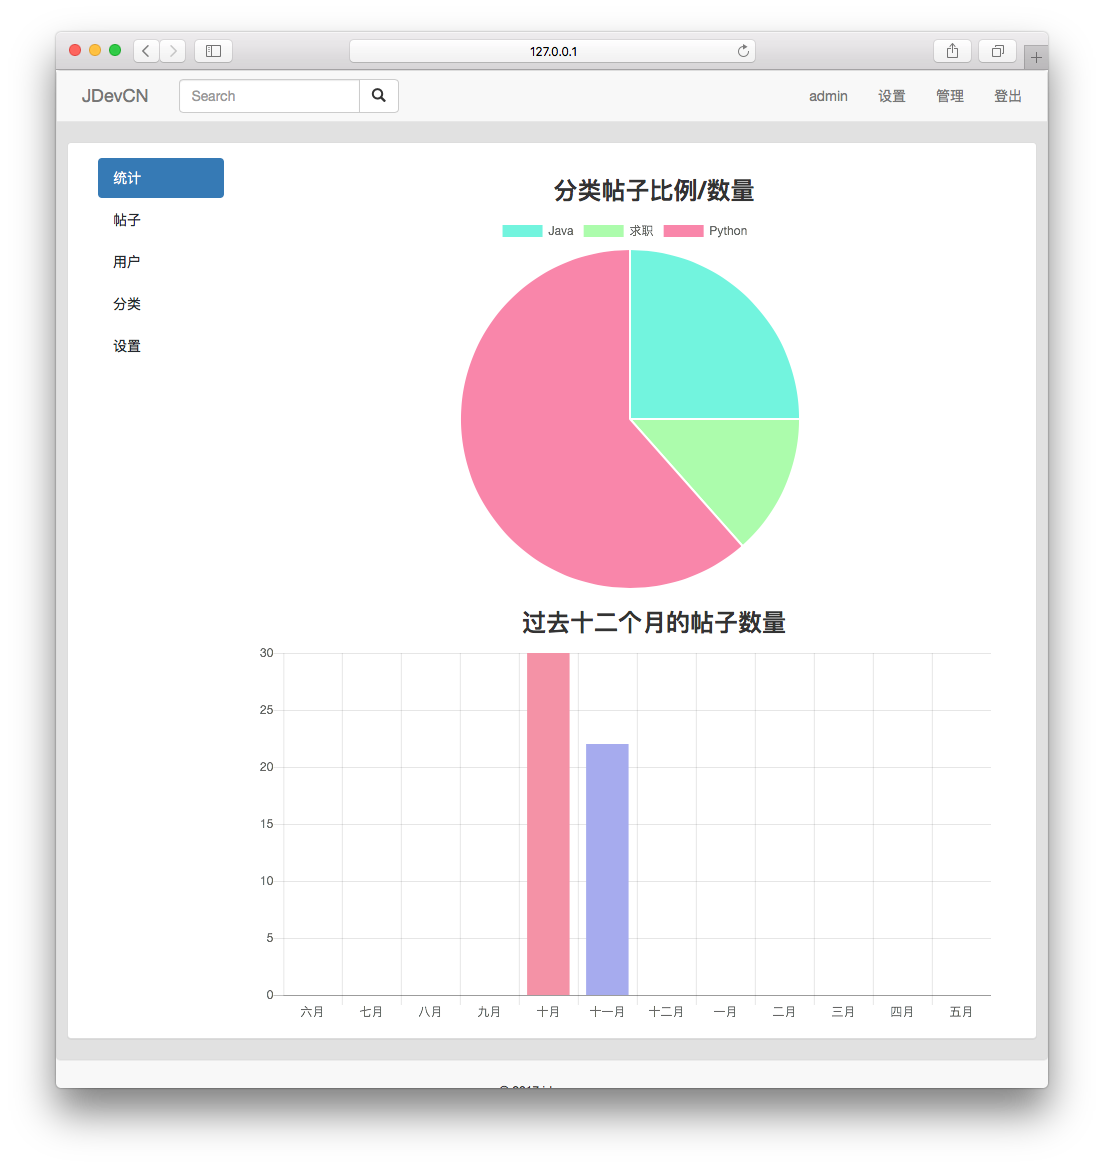 127.0.0.1
JDevCN Search admin 设置 管理 登出
统计
帖子
用户
分类
设置
分类帖子比例/数量
Java 求职 Python
过去十二个月的帖子数量
30
25
20
15
10
5
0
六月 七月 八月 九月 十月 十一月 十二月 一月 二月 三月 四月 五月